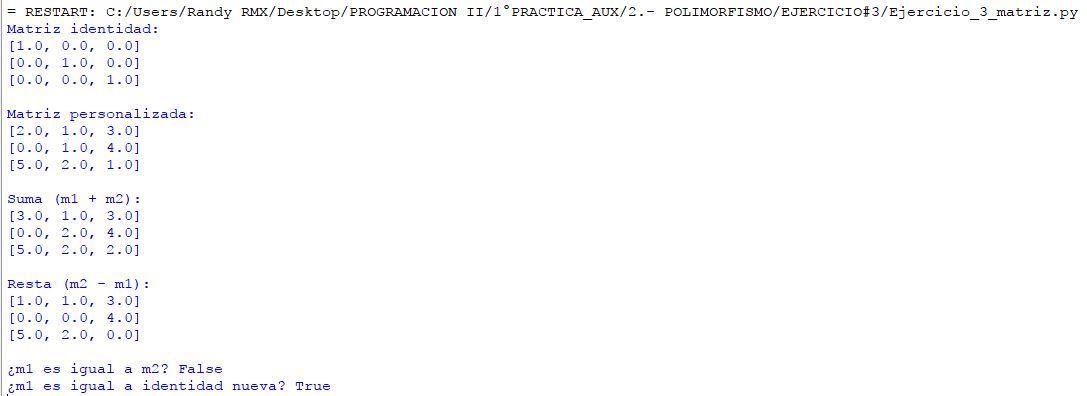 = RESTART: C:/Users/Randy RMX/Desktop/PROGRAMACION II/1°PRACTICA_AUX/2.- POLIMORFISMO/EJERCICIO#3/Ejercicio_3_matriz.py
Matriz identidad:
[1.0, 0.0, 0.0]
[0.0, 1.0, 0.0]
[0.0, 0.0, 1.0]
Matriz personalizada:
[2.0, 1.0, 3.0]
[0.0, 1.0, 4.0]
[5.0, 2.0, 1.0]
Suma (m1 + m2):
[3.0, 1.0, 3.0]
[0.0, 2.0, 4.0]
[5.0, 2.0, 2.0]
Resta (m2 - m1):
[1.0, 1.0, 3.0]
[0.0, 0.0, 4.0]
[5.0, 2.0, 0.0]
¿m1 es igual a m2? False
¿m1 es igual a identidad nueva? True